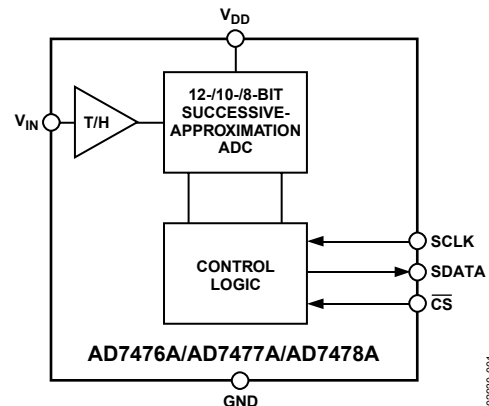 VDD
12-/10-/8-BIT
SUCCESSIVE-
APPROXIMATION
ADC
VIN
T/H
CONTROL
LOGIC
SCLK
SDATA
CS
AD7476A/AD7477A/AD7478A
GND